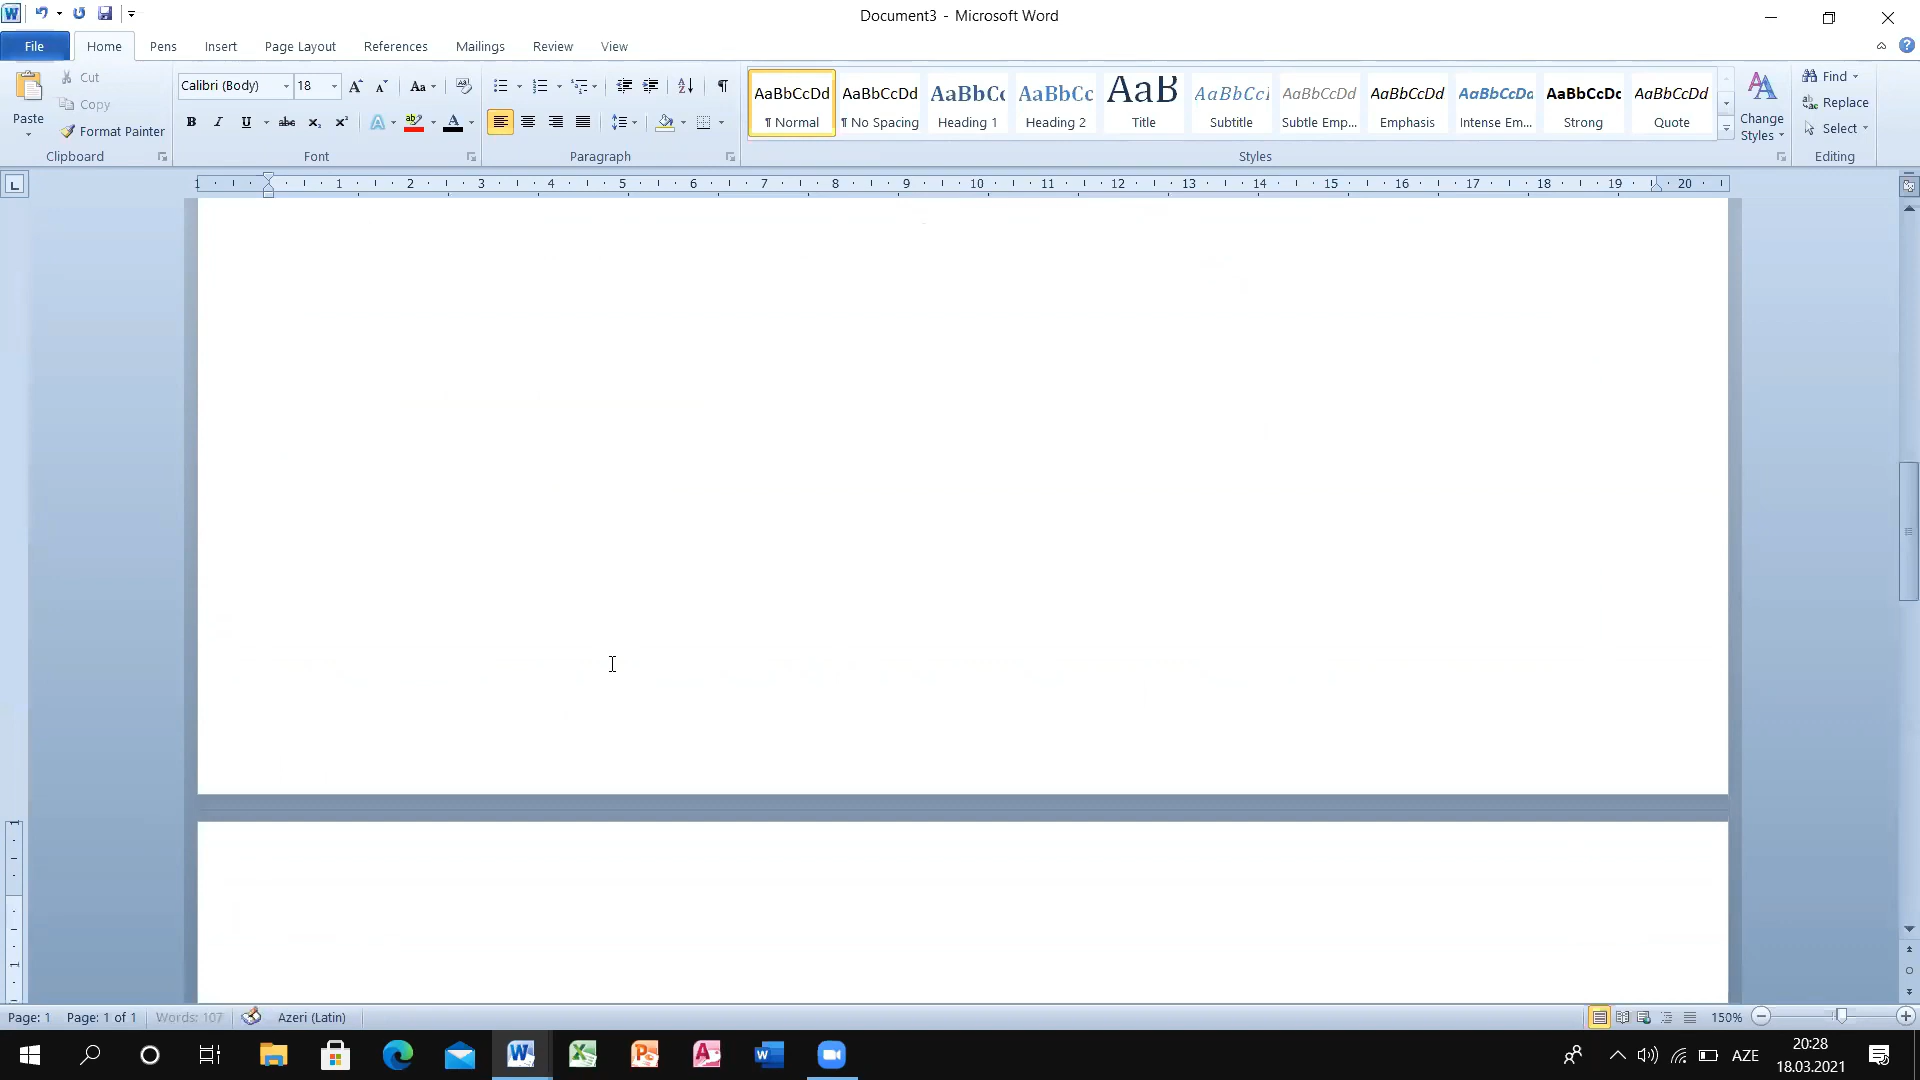 Document3 - Microsoft Word
File Home Pens Insert Page Layout References Mailings Review View
Cut
Copy
Format Painter
Paste
Clipboard
Calibri (Body) 18
Font
Paragraph
AaBbCcDd AaBbCcDd AaBbCc AaBbCc AaB AaBbCcI AaBbCcDd AaBbCcDd AaBbCcDd AaBbCcDc AaBbCcDd
¶ Normal ¶ No Spacing Heading 1 Heading 2 Title Subtitle Subtle Emp... Emphasis Intense Em... Strong Quote
Change
Styles
Styles
Find
Replace
Select
Editing
1 1 2 3 4 5 6 7 8 9 10 11 12 13 14 15 16 17 18 19 20
Page: 1 Page: 1 of 1 Words: 107 Azeri (Latin) 150%
AZE
20:28
18.03.2021